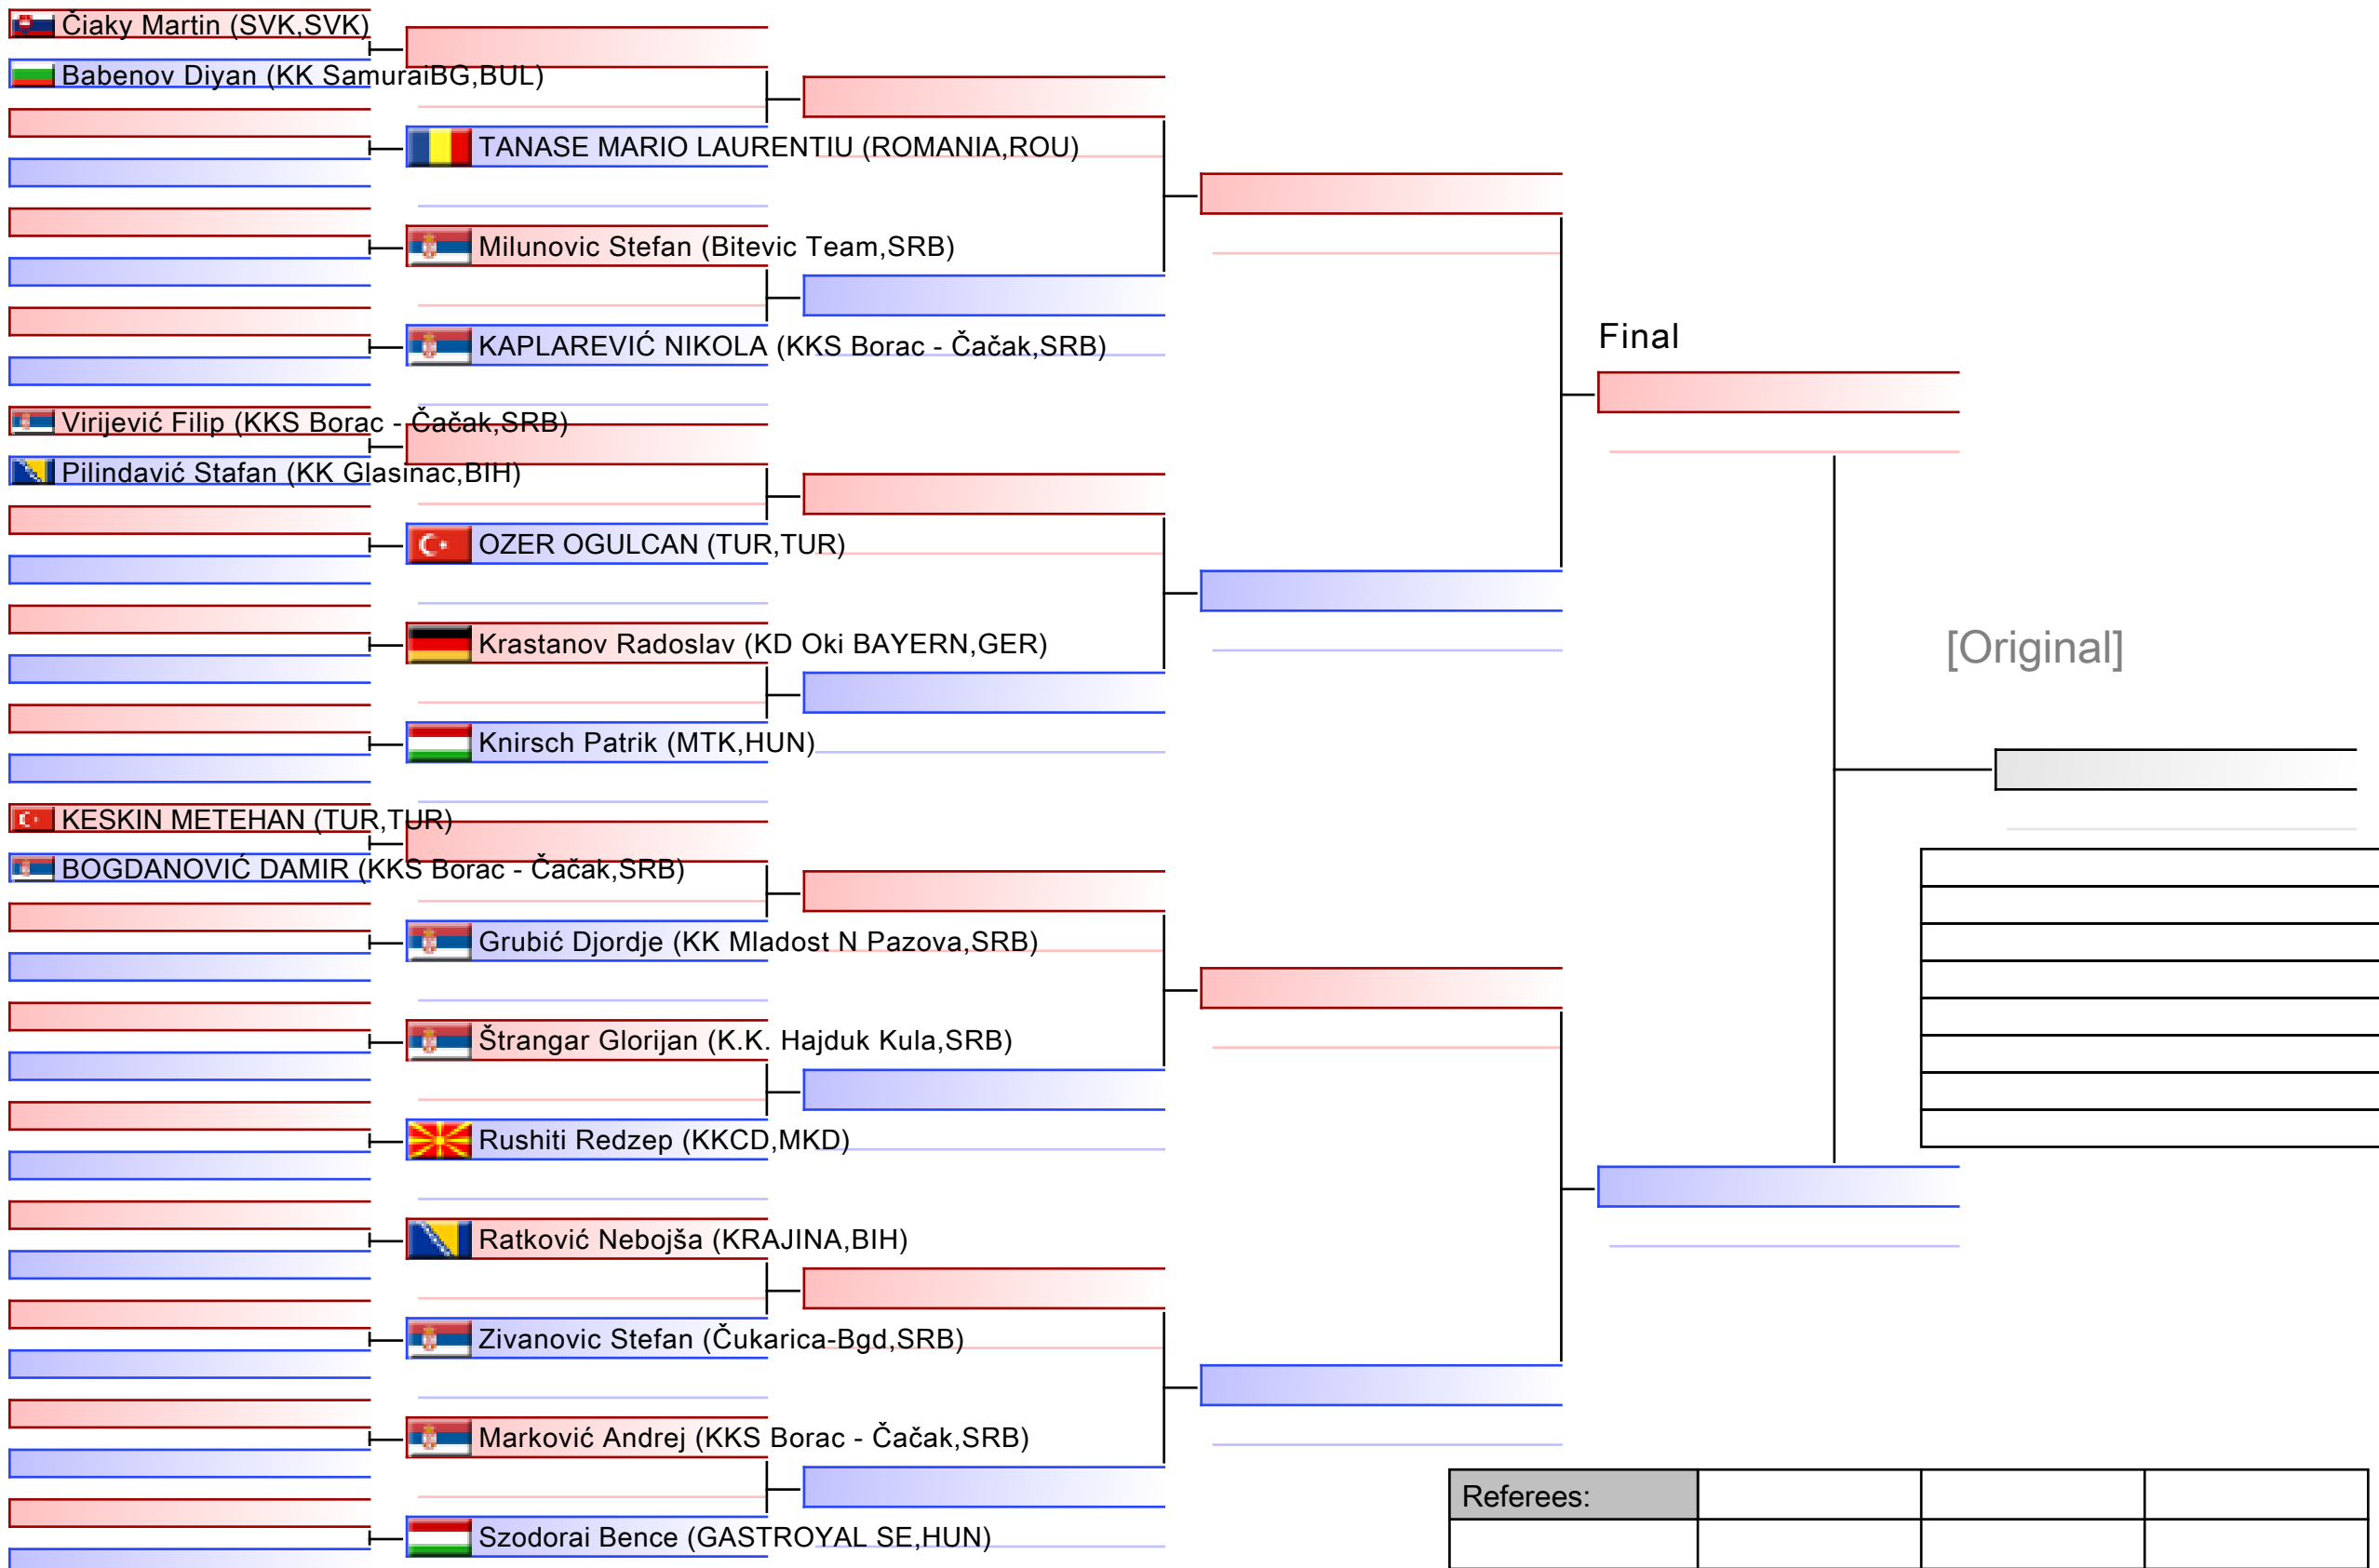 Čiaky Martin (SVK,SVK)
Babenov Diyan (KK SamuraiBG,BUL)
TANASE MARIO LAURENTIU (ROMANIA,ROU)
Milunovic Stefan (Bitevic Team,SRB)
KAPLAREVIĆ NIKOLA (KKS Borac - Čačak,SRB)
Final
Virijević Filip (KKS Borac - Čačak,SRB)
Pilindavić Stafan (KK Glasinac,BIH)
OZER OGULCAN (TUR,TUR)
Krastanov Radoslav (KD Oki BAYERN,GER)
[Original]
Knirsch Patrik (MTK,HUN)
KESKIN METEHAN (TUR,TUR)
BOGDANOVIĆ DAMIR (KKS Borac - Čačak,SRB)
Grubić Djordje (KK Mladost N Pazova,SRB)
Štrangar Glorijan (K.K. Hajduk Kula,SRB)
Rushiti Redzep (KKCD,MKD)
Ratković Nebojša (KRAJINA,BIH)
Zivanovic Stefan (Čukarica-Bgd,SRB)
Marković Andrej (KKS Borac - Čačak,SRB)
Referees:
Szodorai Bence (GASTROYAL SE,HUN)